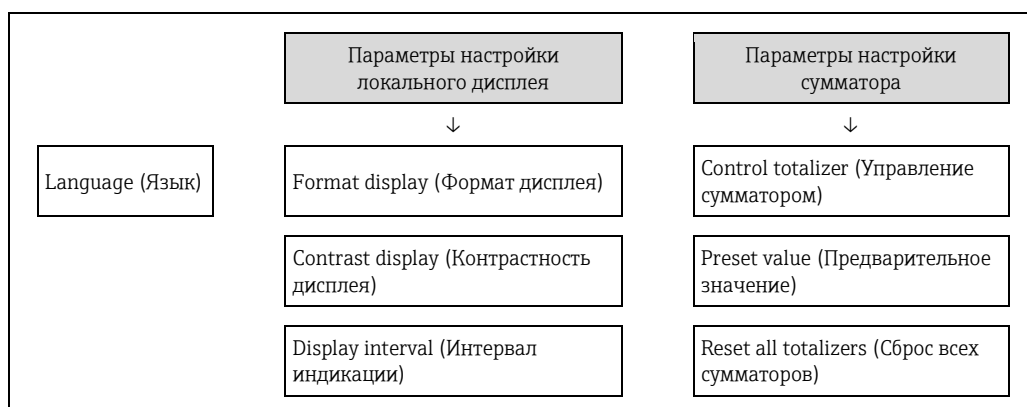 Параметры настройки
локального дисплея
Параметры настройки
сумматора
↓
↓
Language (Язык)
Format display (Формат дисплея)
Control totalizer (Управление
сумматором)
Contrast display (Контрастность
дисплея)
Preset value (Предварительное
значение)
Display interval (Интервал
индикации)
Reset all totalizers (Сброс всех
сумматоров)